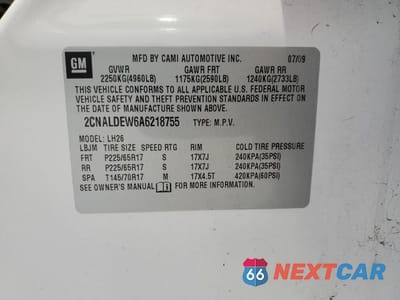 GM
MFD BY CAMI AUTOMOTIVE INC. 07/09
GVWR GAWR FRT GAWR RR
2250KG(4960LB) 1175KG(2590LB) 1240KG(2733LB)
THIS VEHICLE CONFORMS TO ALL APPLICABLE U.S. FEDERAL MOTOR
VEHICLE SAFETY AND THEFT PREVENTION STANDARDS IN EFFECT ON
THE DATE OF MANUFACTURE SHOWN ABOVE.
2CNALDEW6A6218755 TYPE: M.P.V.
MODEL: LH26
LBJM TIRE SIZE SPEED RTG RIM COLD TIRE PRESSURE
FRT P225/65R17 S 17X7J 240KPA(35PSI)
RR P225/65R17 S 17X7J 240KPA(35PSI)
SPA T145/70R17 M 17X4.5T 420KPA(60PSI)
SEE OWNER'S MANUAL FOR MORE INFORMATION.
66 NEXTCAR